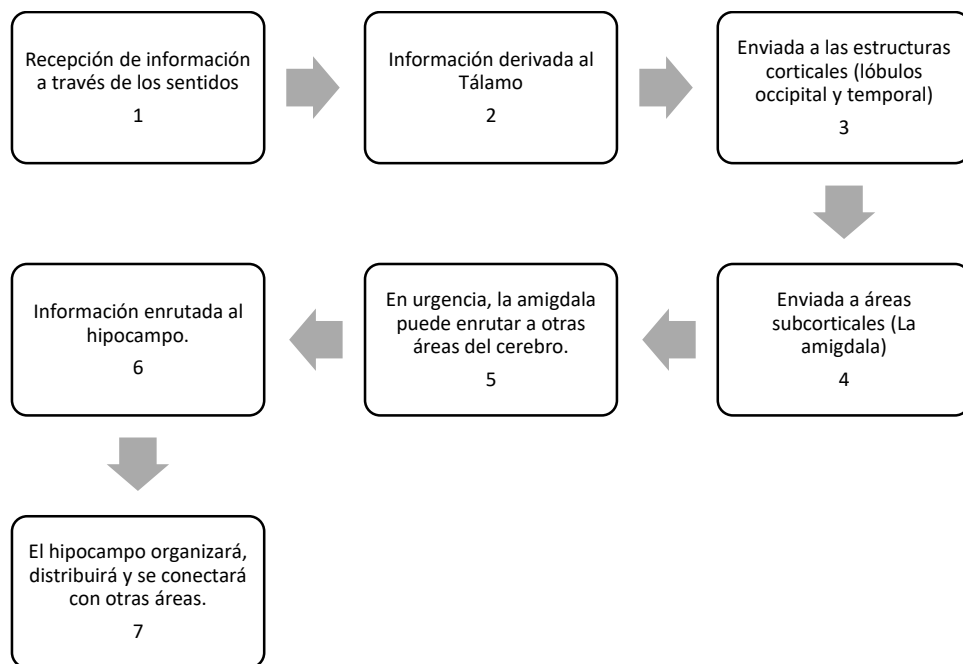 Recepción de información
a través de los sentidos
1
Información derivada al
Tálamo
2
Enviada a las estructuras
corticales (lóbulos
occipital y temporal)
3
Enviada a áreas
subcorticales (La
amigdala)
4
En urgencia, la amigdala
puede enrutar a otras
áreas del cerebro.
5
Información enrutada al
hipocampo.
6
El hipocampo organizará,
distribuirá y se conectará
con otras áreas.
7